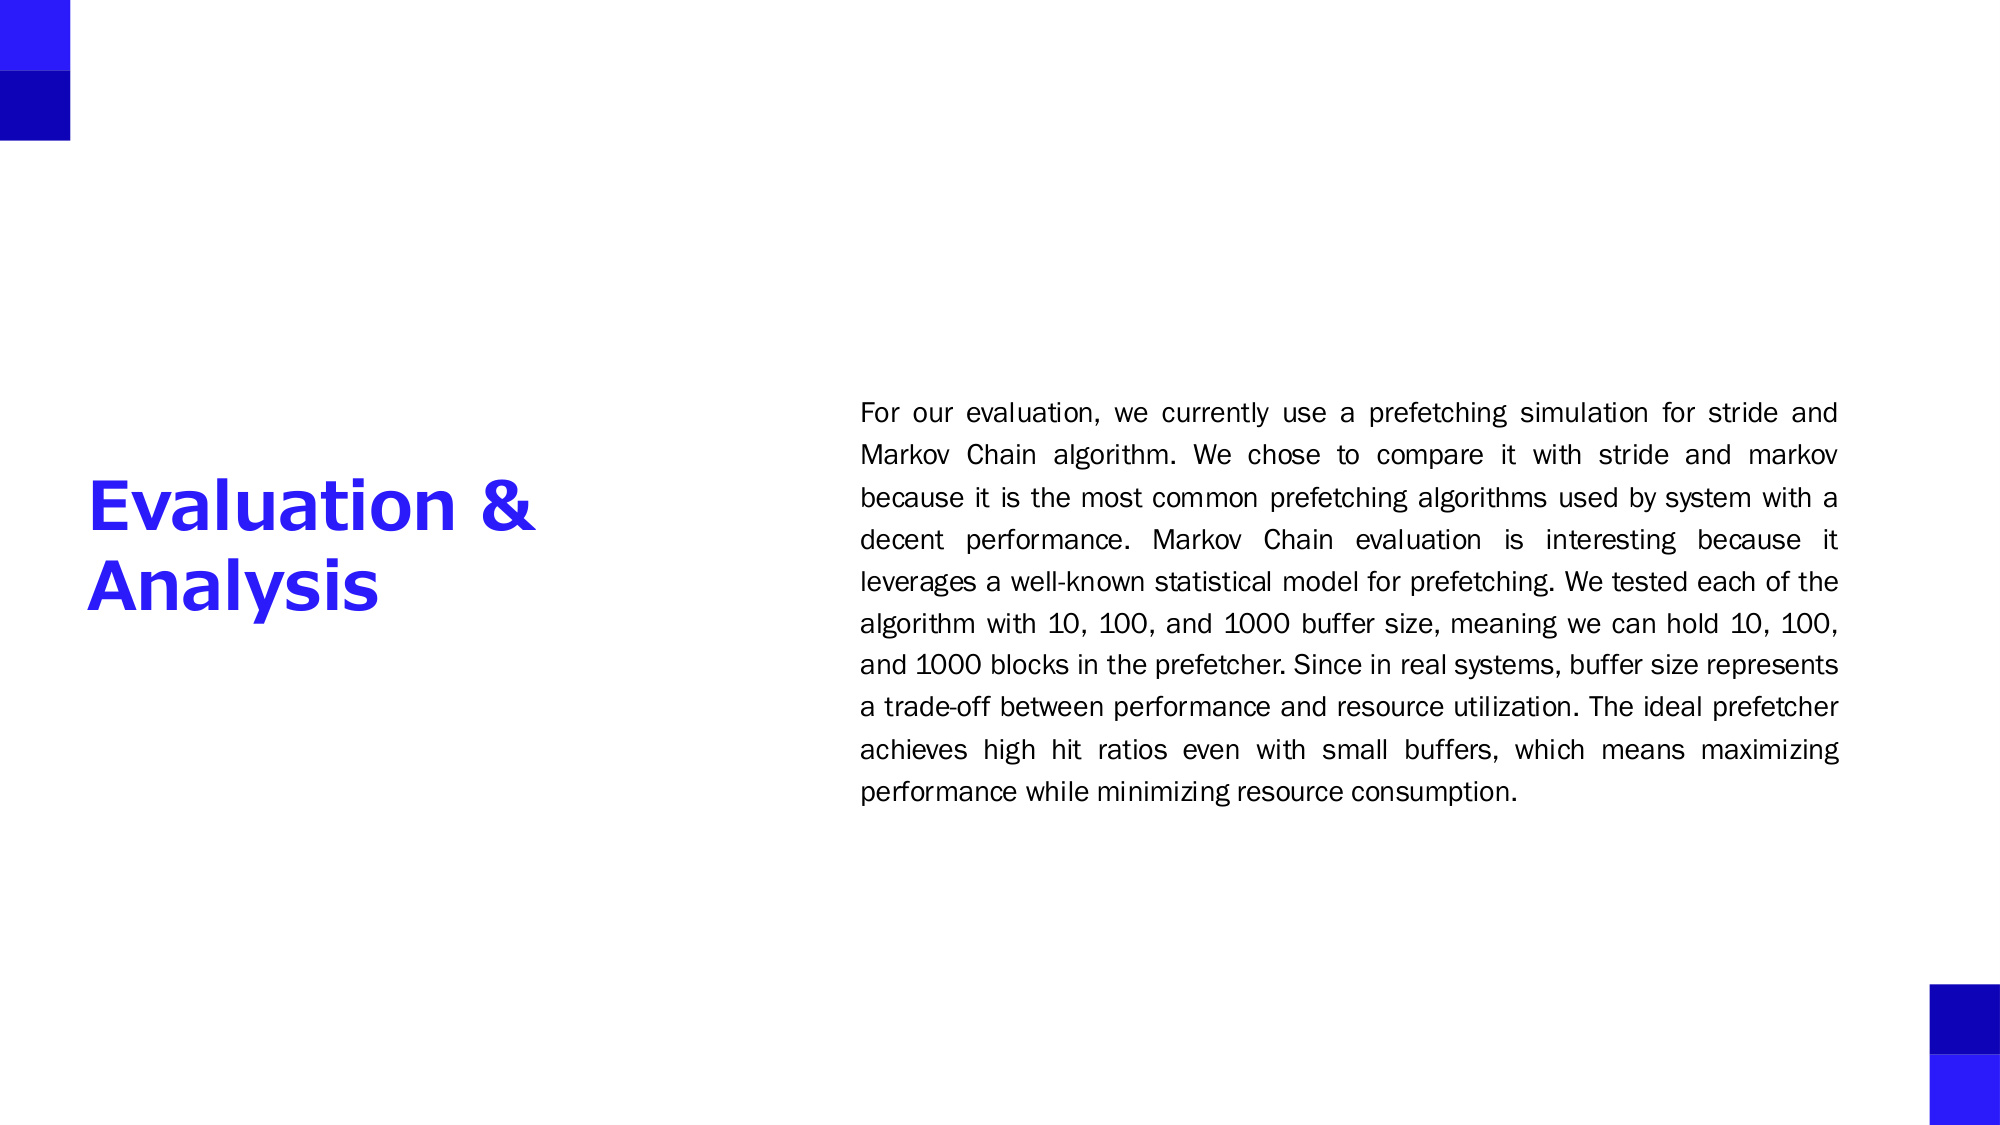 Evaluation &
Analysis
For our evaluation, we currently use a prefetching simulation for stride and
Markov Chain algorithm. We chose to compare it with stride and markov
because it is the most common prefetching algorithms used by system with a
decent performance. Markov Chain evaluation is interesting because it
leverages a well-known statistical model for prefetching. We tested each of the
algorithm with 10, 100, and 1000 buffer size, meaning we can hold 10, 100,
and 1000 blocks in the prefetcher. Since in real systems, buffer size represents
a trade-off between performance and resource utilization. The ideal prefetcher
achieves high hit ratios even with small buffers, which means maximizing
performance while minimizing resource consumption.